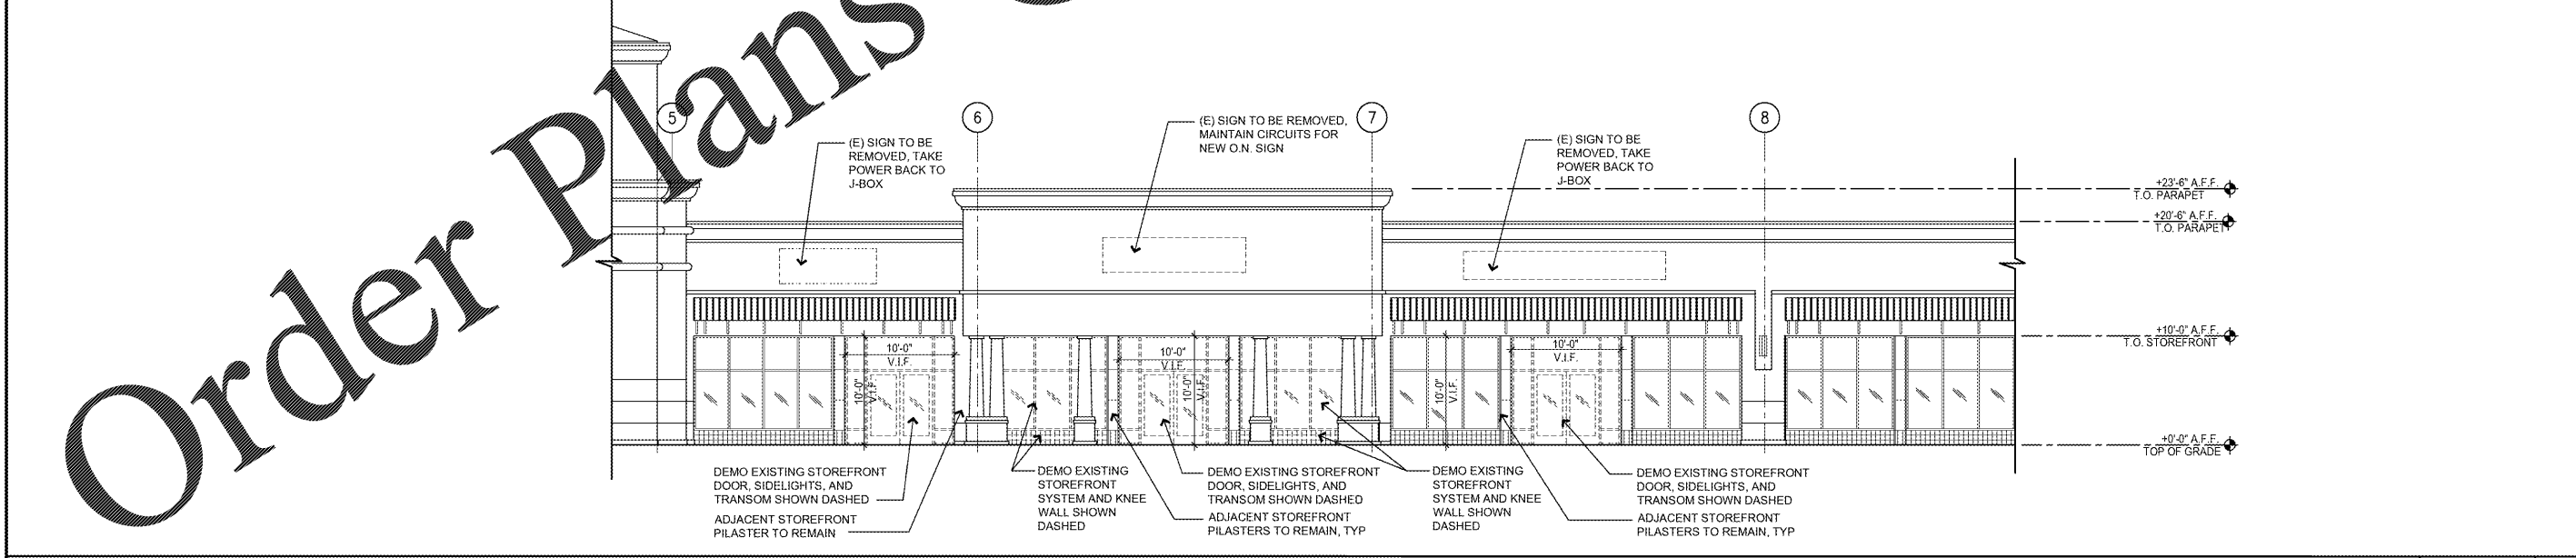 Order Plans
5
6
7
8
(E) SIGN TO BE
REMOVED, TAKE
POWER BACK TO
J-BOX
(E) SIGN TO BE REMOVED,
MAINTAIN CIRCUITS FOR
NEW O.N. SIGN
(E) SIGN TO BE
REMOVED, TAKE
POWER BACK TO
J-BOX
+23'-6" A.F.F.
T.O. PARAPET
+20'-6" A.F.F.
T.O. PARAPET
+10'-0" A.F.F.
T.O. STOREFRONT
+0'-0" A.F.F.
TOP OF GRADE
10'-0"
V.I.F.
10'-0"
V.I.F.
10'-0"
V.I.F.
10'-0"
V.I.F.
10'-0"
V.I.F.
10'-0"
V.I.F.
DEMO EXISTING STOREFRONT
DOOR, SIDELIGHTS, AND
TRANSOM SHOWN DASHED
ADJACENT STOREFRONT
PILASTER TO REMAIN
DEMO EXISTING
STOREFRONT
SYSTEM AND KNEE
WALL SHOWN
DASHED
DEMO EXISTING STOREFRONT
DOOR, SIDELIGHTS, AND
TRANSOM SHOWN DASHED
ADJACENT STOREFRONT
PILASTERS TO REMAIN, TYP
DEMO EXISTING
STOREFRONT
SYSTEM AND KNEE
WALL SHOWN
DASHED
DEMO EXISTING STOREFRONT
DOOR, SIDELIGHTS, AND
TRANSOM SHOWN DASHED
ADJACENT STOREFRONT
PILASTERS TO REMAIN, TYP